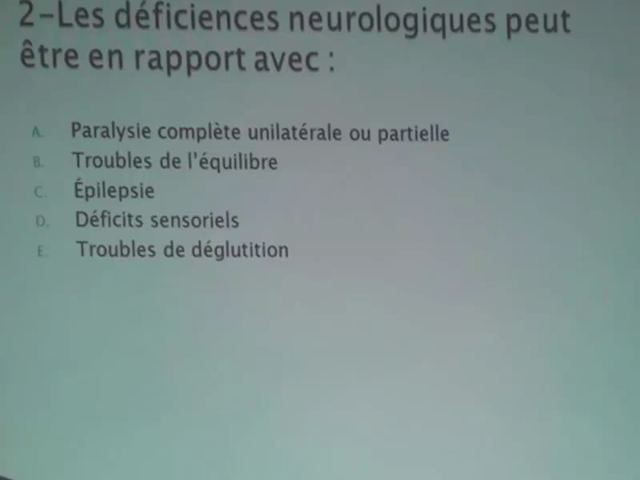 2-Les déficiences neurologiques peut
être en rapport avec :
A. Paralysie complète unilatérale ou partielle
B. Troubles de l'équilibre
C. Épilepsie
D. Déficits sensoriels
E. Troubles de déglutition